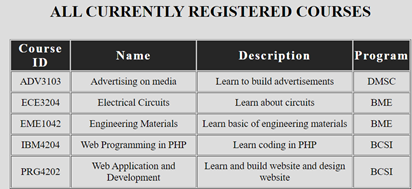 ALL CURRENTLY REGISTERED COURSES
Course ID Name Description Program
ADV3103 Advertising on media Learn to build advertisements DMSC
ECE3204 Electrical Circuits Learn about circuits BME
EME1042 Engineering Materials Learn basic of engineering materials BME
IBM4204 Web Programming in PHP Learn coding in PHP BCSI
PRG4202 Web Application and Development Learn and build website and design website BCSI